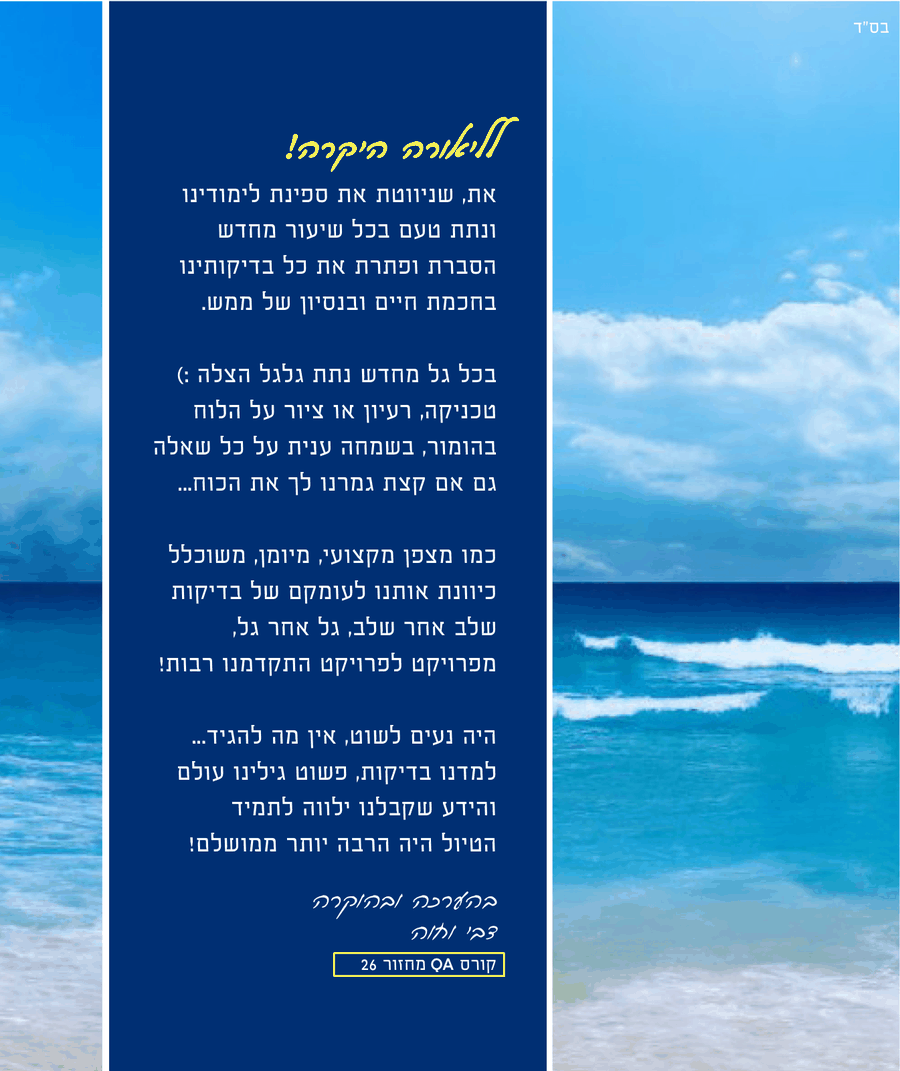 בס"ד
לליאורה היקרה!
את, שניווטת את ספינת לימודינו
ונתת טעם בכל שיעור מחדש
הסברת ופתרת את כל בדיקותינו
בחכמת חיים ובנסיון של ממש.
בכל גל מחדש נתת גלגל הצלה :)
טכניקה, רעיון או ציור על הלוח
בהומור, בשמחה ענית על כל שאלה
גם אם קצת גמרנו לך את הכוח...
כמו מצפן מקצועי, מיומן, משוכלל
כיוונת אותנו לעומקם של בדיקות
שלב אחר שלב, גל אחר גל,
מפרויקט לפרויקט התקדמנו רבות!
היה נעים לשוט, אין מה להגיד...
למדנו בדיקות, פשוט גילינו עולם
והידע שקבלנו ילווה לתמיד
הטיול היה הרבה יותר ממושלם!
בהערכה ובהוקרה
צבי וחוה
קורס QA מחזור 26